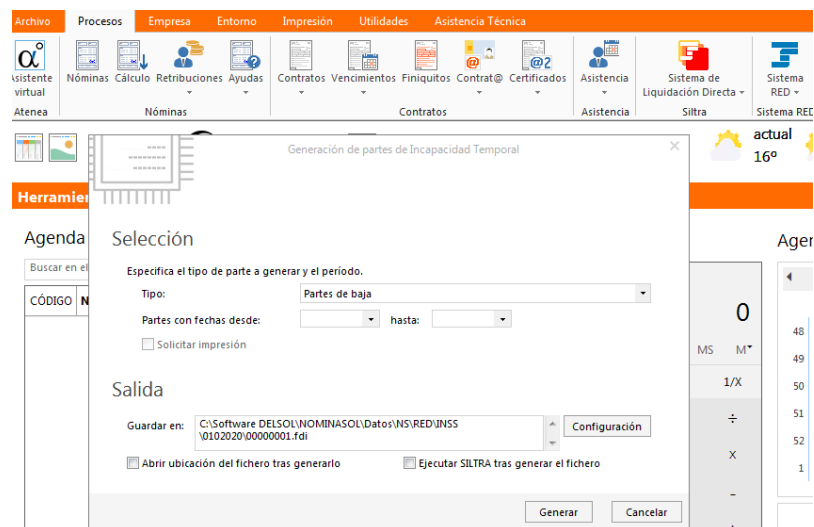 Archivo Procesos Empresa Entorno Impresión Utilidades Asistencia Técnica
Asistencia Sistema de Sistema
virtual Nóminas Cálculo Retribuciones Ayudas Contratos Vencimientos Finiquitos Contrat@ Certificados Liquidación Directa RED
Atenea Nóminas Contratos Asistencia Siltra Sistema RED
actual
16º
Generación de partes de Incapacidad Temporal
Agenda
Selección
Especifica el tipo de parte a generar y el período.
Buscar en el
Tipo: Partes de baja
CÓDIGO
Partes con fechas desde: hasta:
0
Solicitar impresión
MS M
48
49
Salida
1/X
50
Guardar en: C:\Software DELSOL\NOMINASOL\Datos\NS\RED\INSS
\0102020\00000001.fdi
Configuración
÷
51
Abrir ubicación del fichero tras generarlo Ejecutar SILTRA tras generar el fichero
x
52
1
-
Generar Cancelar